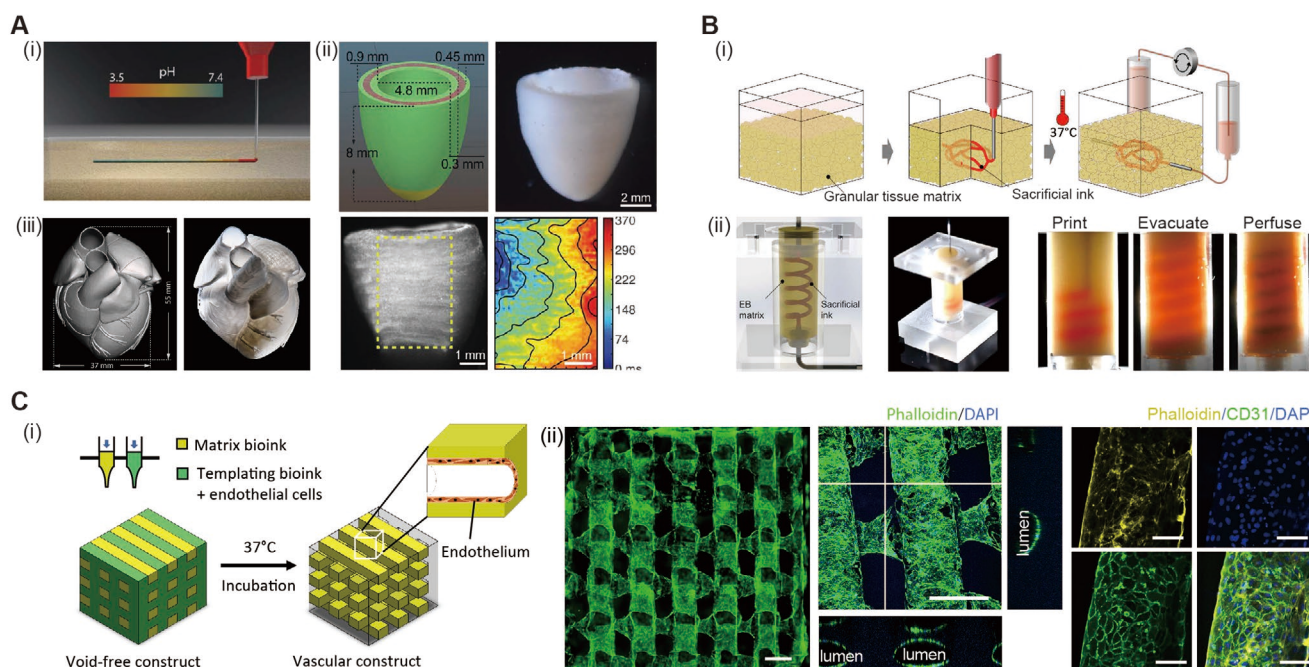 A
(i)
pH
3.5
7.4
(ii)
0.9 mm
0.45 mm
4.8 mm
8 mm
0.3 mm
2 mm
(iii)
55 mm
37 mm
1 mm
1 mm
370
296
222
148
74
0 ms
B
(i)
37°C
Granular tissue matrix
Sacrificial ink
(ii)
EB
matrix
Sacrificial
ink
Print
Evacuate
Perfuse
C
(i)
Matrix bioink
Templating bioink
+ endothelial cells
37°C
Incubation
Endothelium
Void-free construct
Vascular construct
(ii)
Phalloidin/DAPI
lumen
lumen
lumen
Phalloidin/CD31/DAP